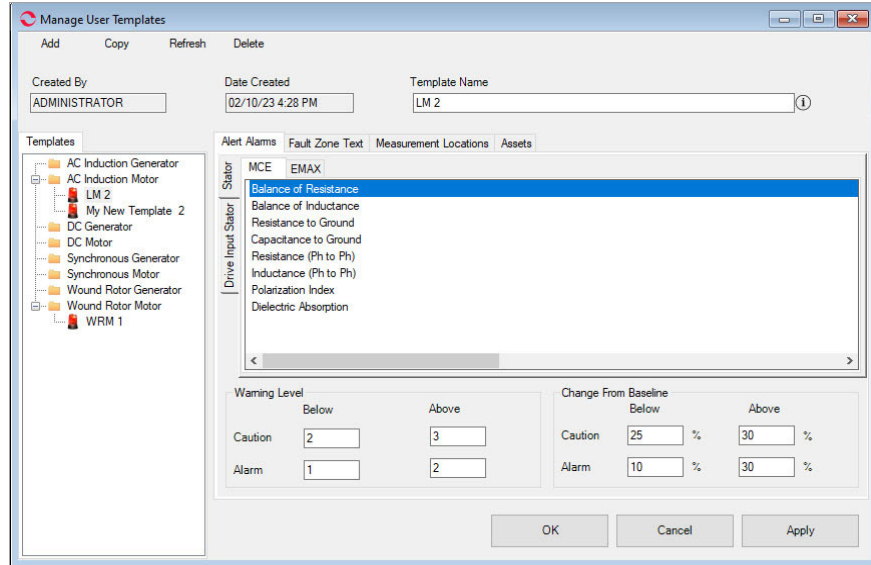 Manage User Templates
Add Copy Refresh Delete
Created By Date Created Template Name
ADMINISTRATOR 02/10/23 4:28 PM LM 2
Templates
AC Induction Generator
AC Induction Motor
LM 2
My New Template 2
DC Generator
DC Motor
Synchronous Generator
Synchronous Motor
Wound Rotor Generator
Wound Rotor Motor
WRM 1
Alert Alarms Fault Zone Text Measurement Locations Assets
Stator
Drive Input Stator
MCE EMAX
Balance of Resistance
Balance of Inductance
Resistance to Ground
Capacitance to Ground
Resistance (Ph to Ph)
Inductance (Ph to Ph)
Polarization Index
Dielectric Absorption
Warning Level
Below Above
Caution 2 3
Alarm 1 2
Change From Baseline
Below Above
Caution 25 % 30 %
Alarm 10 % 30 %
OK Cancel Apply